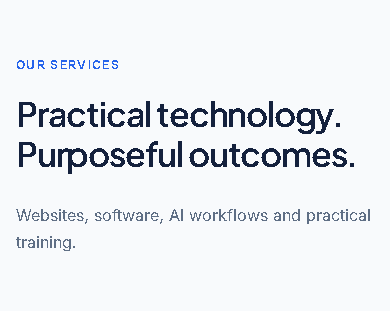 OUR SERVICES
Practical technology.
Purposeful outcomes.
Websites, software, AI workflows and practical
training.